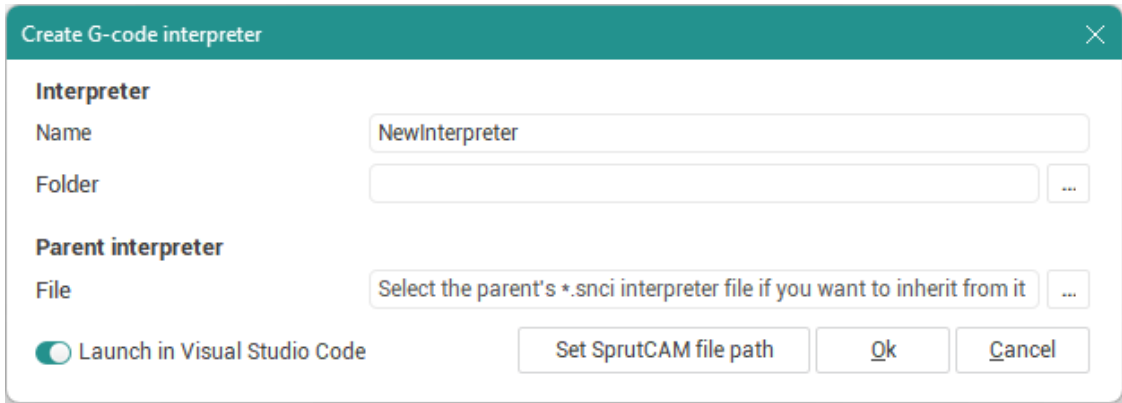 Create G-code interpreter
Interpreter
Name NewInterpreter
Folder ...
Parent interpreter
File Select the parent's *.snci interpreter file if you want to inherit from it ...
Launch in Visual Studio Code Set SprutCAM file path Ok Cancel